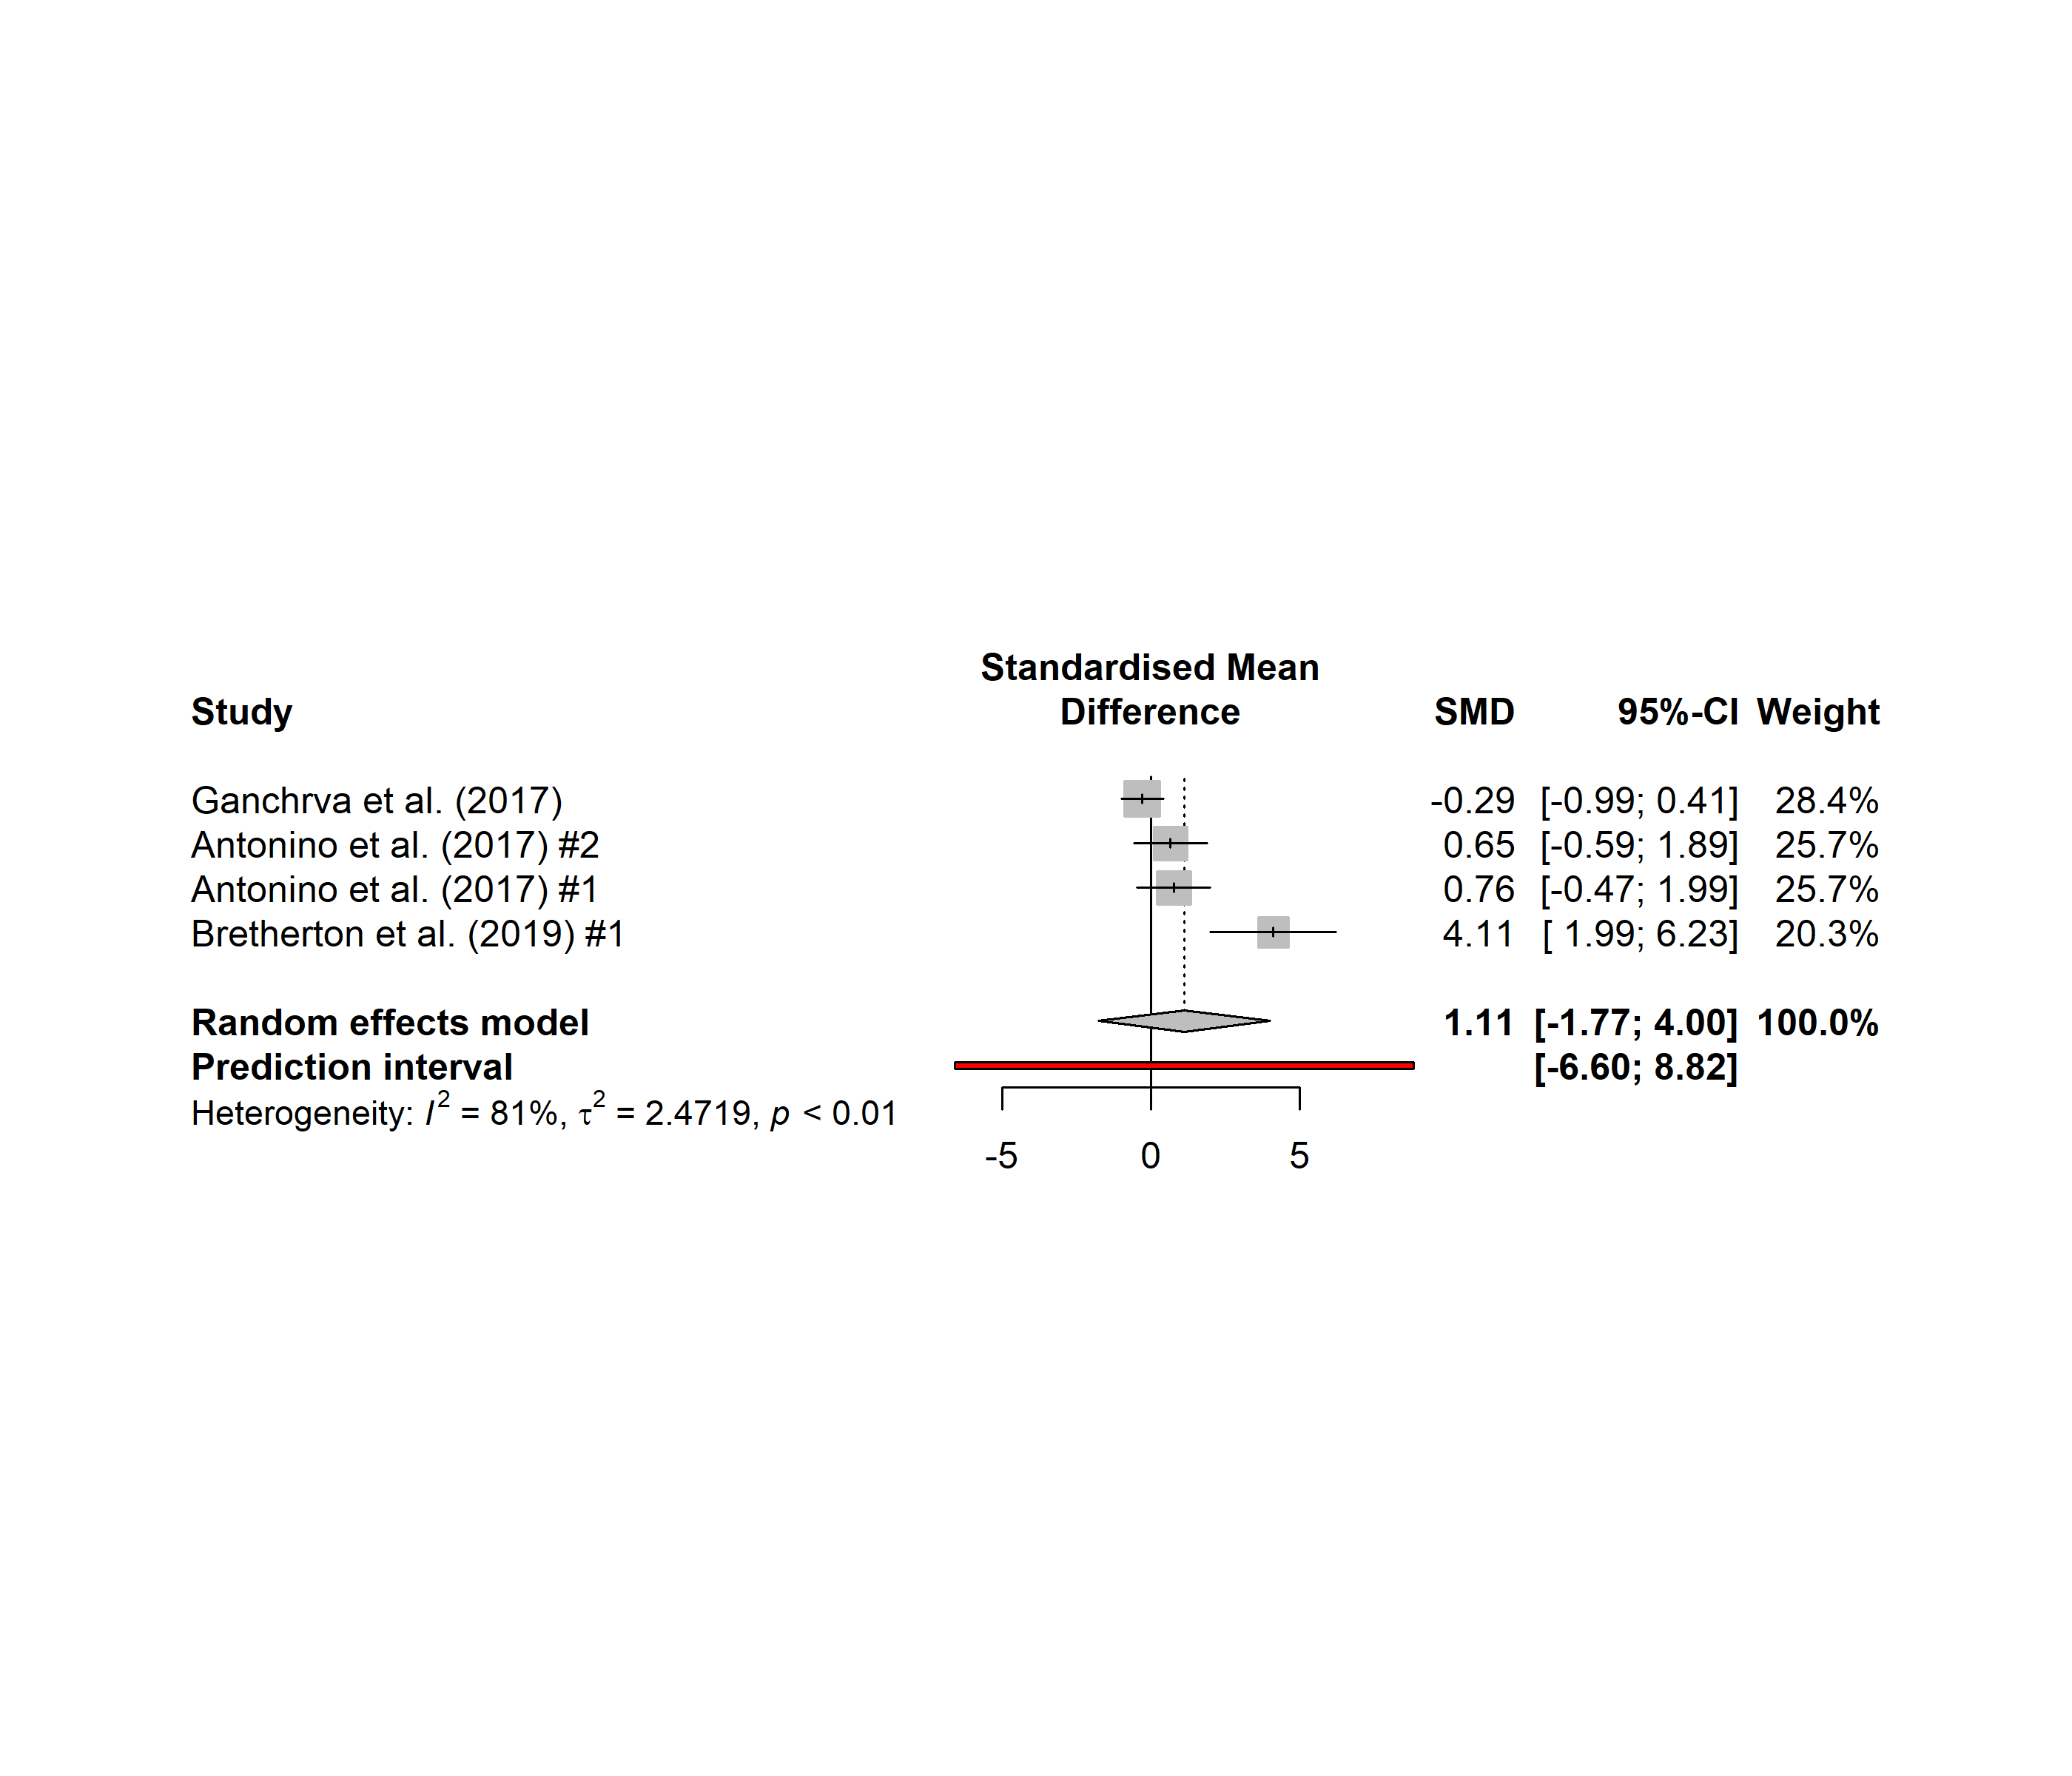 Standardised Mean
Study Difference SMD 95%-CI Weight
Ganchrva et al. (2017) -0.29 [-0.99; 0.41] 28.4%
Antonino et al. (2017) #2 0.65 [-0.59; 1.89] 25.7%
Antonino et al. (2017) #1 0.76 [-0.47; 1.99] 25.7%
Bretherton et al. (2019) #1 4.11 [ 1.99; 6.23] 20.3%
Random effects model 1.11 [-1.77; 4.00] 100.0%
Prediction interval [-6.60; 8.82]
Heterogeneity: I² = 81%, τ² = 2.4719, p < 0.01
-5 0 5